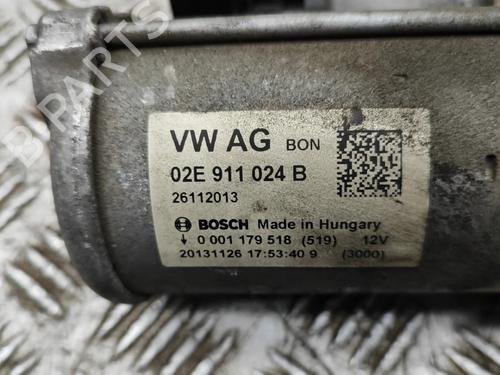 VW AG BON
02E 911 024 B
26112013
BOSCH Made in Hungary
0 001 179 518 (519) 12V
20131126 17:53:40 9 (3000)
B-PARTS